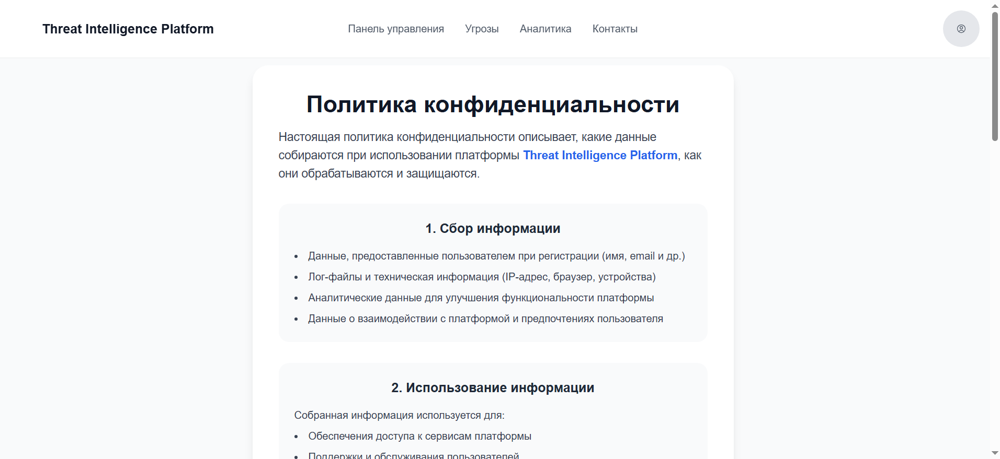 Threat Intelligence Platform
Панель управления
Угрозы
Аналитика
Контакты
Политика конфиденциальности
Настоящая политика конфиденциальности описывает, какие данные
собираются при использовании платформы Threat Intelligence Platform, как
они обрабатываются и защищаются.
1. Сбор информации
• Данные, предоставленные пользователем при регистрации (имя, email и др.)
• Лог-файлы и техническая информация (IP-адрес, браузер, устройства)
• Аналитические данные для улучшения функциональности платформы
• Данные о взаимодействии с платформой и предпочтениях пользователя
2. Использование информации
Собранная информация используется для:
• Обеспечения доступа к сервисам платформы
• Поддержки и обслуживания пользователей